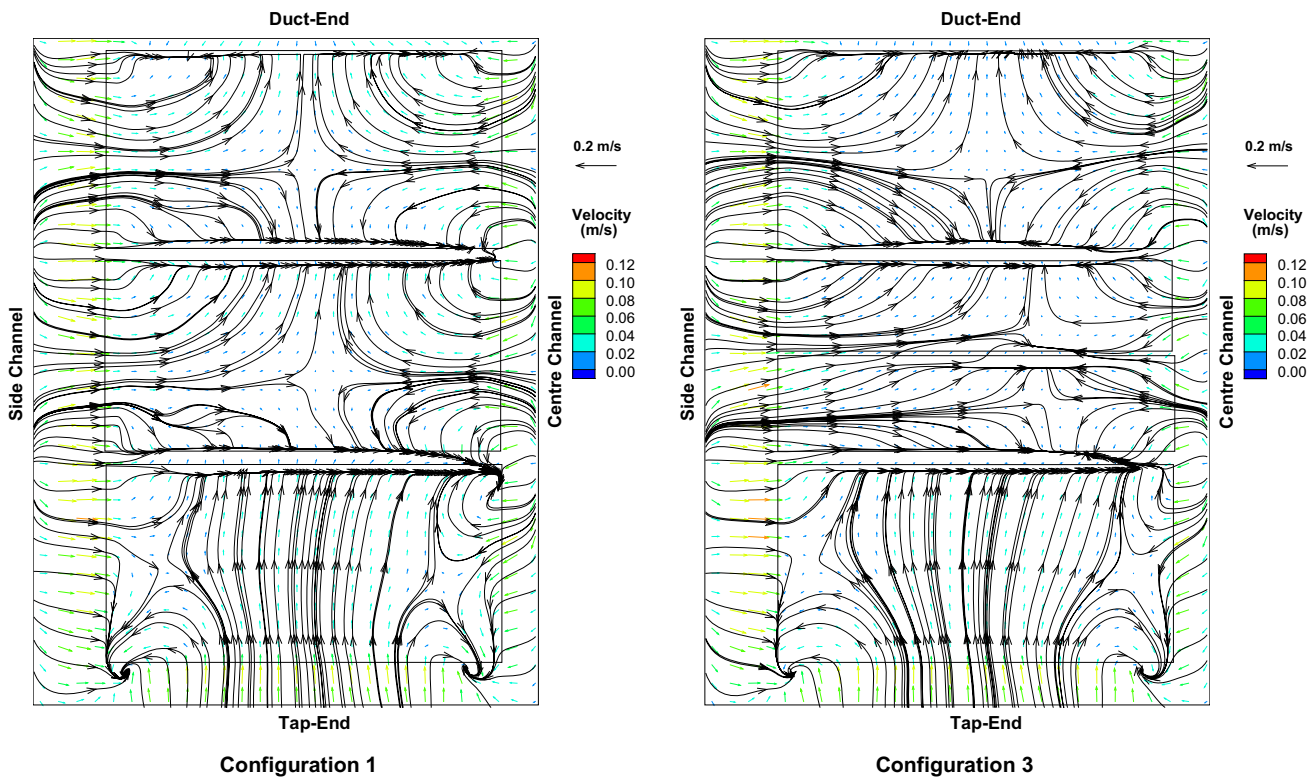 Duct-End
Side Channel
Centre Channel
0.2 m/s
Velocity
(m/s)
0.12
0.10
0.08
0.06
0.04
0.02
0.00
Tap-End
Configuration 1
Duct-End
Side Channel
Centre Channel
0.2 m/s
Velocity
(m/s)
0.12
0.10
0.08
0.06
0.04
0.02
0.00
Tap-End
Configuration 3